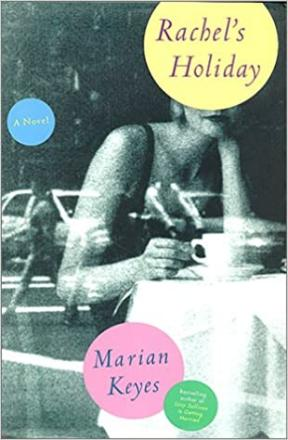 Rachel's
Holiday
A Novel
Marian
Keyes
Bestselling
author of
Lucy Sullivan
is Getting
Married